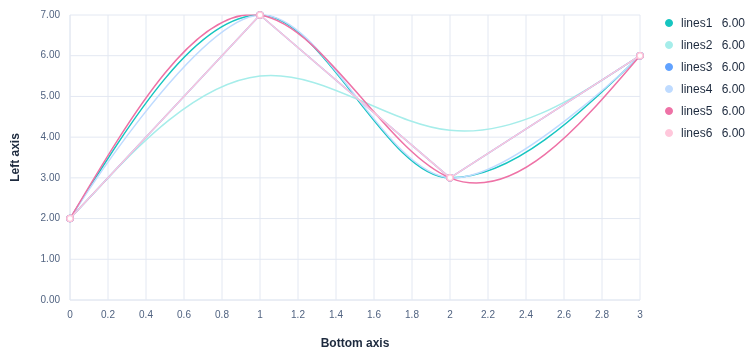 7.00
6.00
5.00
4.00
3.00
2.00
1.00
0.00
Left axis
0 0.2 0.4 0.6 0.8 1 1.2 1.4 1.6 1.8 2 2.2 2.4 2.6 2.8 3
Bottom axis
lines1 6.00
lines2 6.00
lines3 6.00
lines4 6.00
lines5 6.00
lines6 6.00